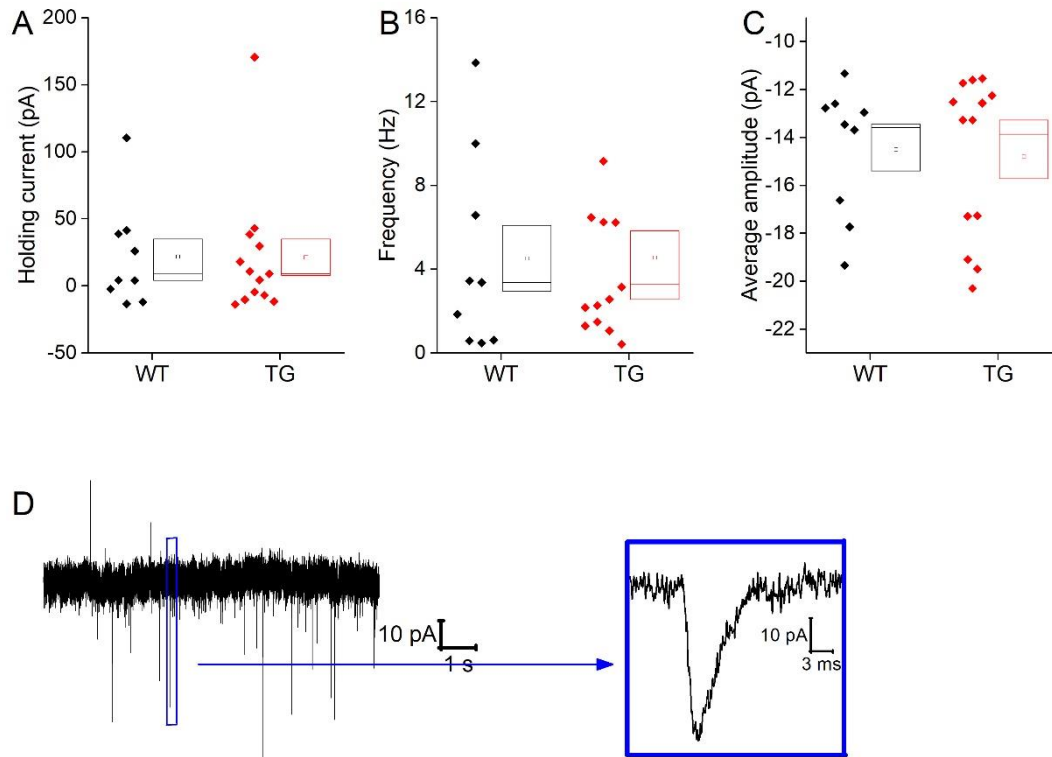 A
Holding current (pA)
200
150
100
50
0
-50
WT
TG
B
Frequency (Hz)
16
12
8
4
0
WT
TG
C
Average amplitude (pA)
-10
-12
-14
-16
-18
-20
-22
WT
TG
D
10 pA
1 s
10 pA
3 ms